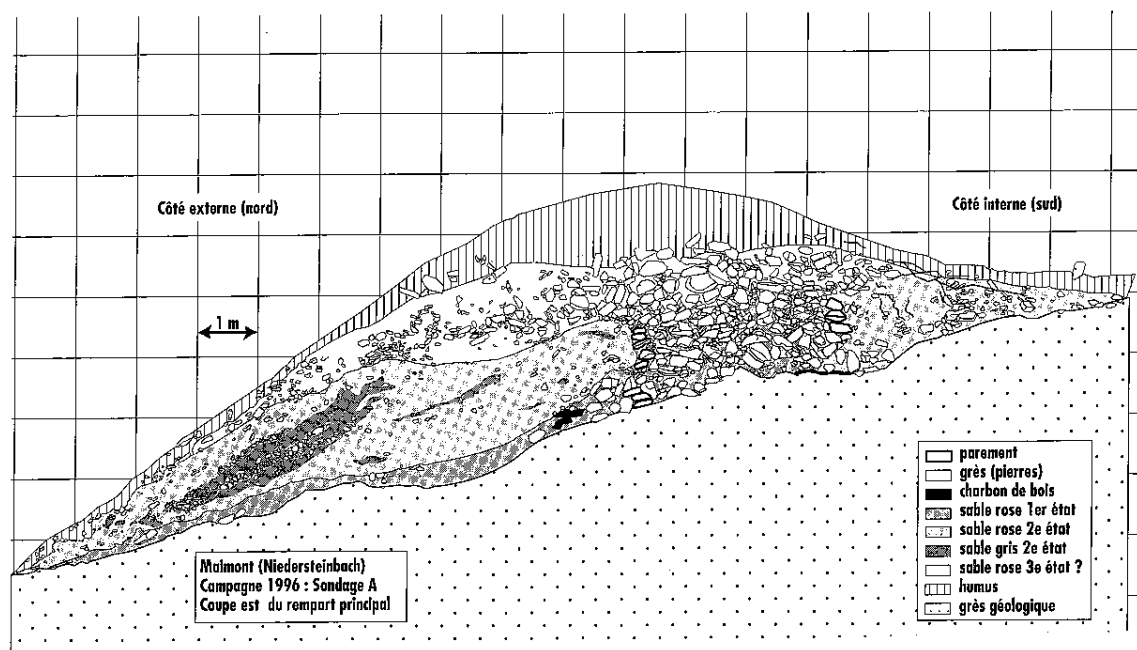 Côté externe (nord)
Côté interne (sud)
1 m
parement
grès (pierres)
charbon de bois
sable rose 1er état
sable rose 2e état
sable gris 2e état
sable rose 3e état ?
humus
grès géologique
Malmont (Niedersteinbach)
Campagne 1996 : Sondage A
Coupe est du rempart principal